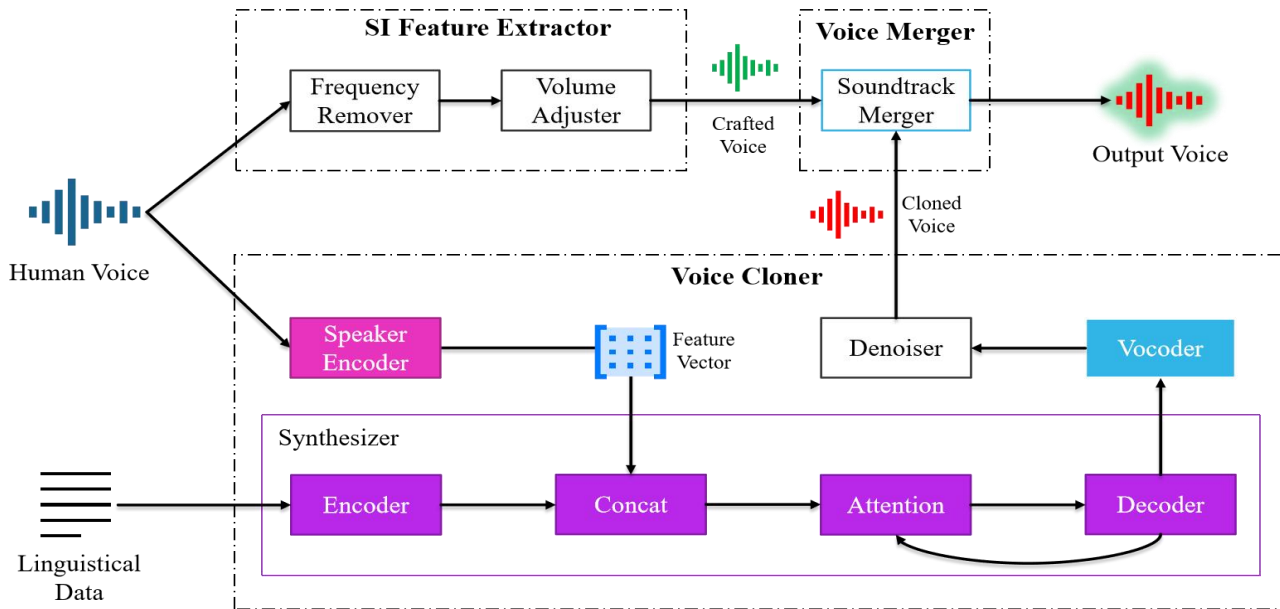 SI Feature Extractor
Frequency
Remover
Volume
Adjuster
Crafted
Voice
Voice Merger
Soundtrack
Merger
Output Voice
Human Voice
Cloned
Voice
Voice Cloner
Speaker
Encoder
Feature
Vector
Denoiser
Vocoder
Synthesizer
Encoder
Concat
Attention
Decoder
Linguistical
Data